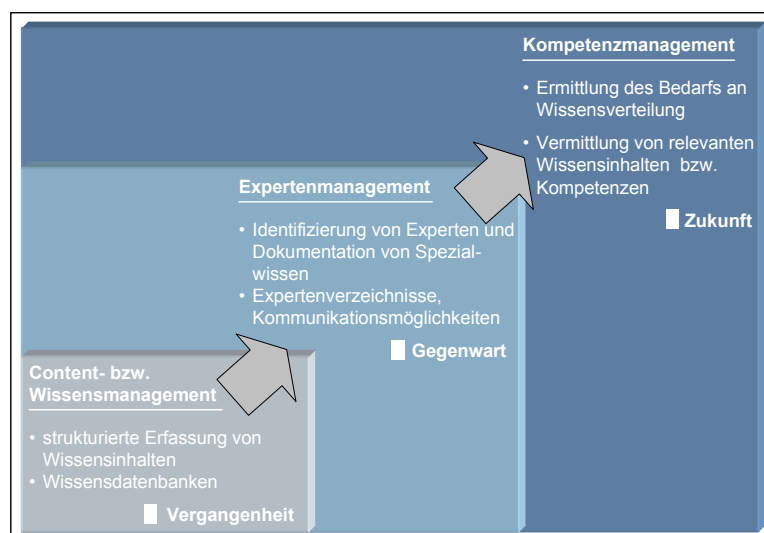 Kompetenzmanagement
• Ermittlung des Bedarfs an
Wissensverteilung
• Vermittlung von relevanten
Wissensinhalten bzw.
Kompetenzen
Zukunft
Expertenmanagement
• Identifizierung von Experten und
Dokumentation von Spezial-
wissen
• Expertenverzeichnisse,
Kommunikationsmöglichkeiten
Gegenwart
Content- bzw.
Wissensmanagement
• strukturierte Erfassung von
Wissensinhalten
• Wissensdatenbanken
Vergangenheit